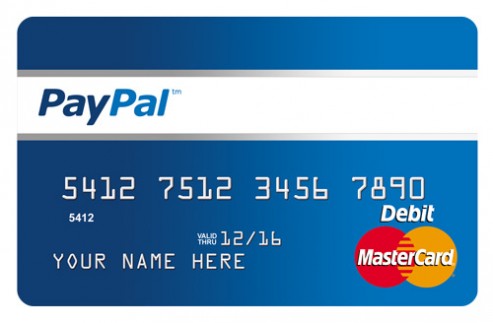 PayPal™
5412 7512 3456 7890
5412
Debit
VALID THRU 12/16
YOUR NAME HERE
MasterCard